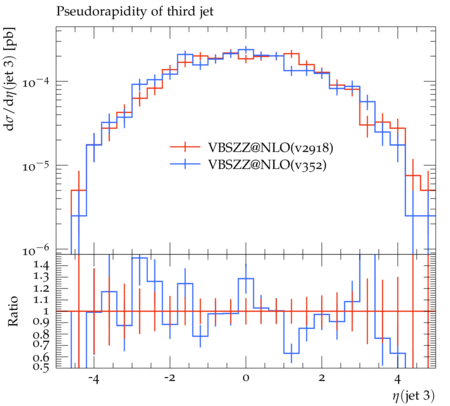 Pseudorapidity of third jet
dσ/dη(jet 3) [pb]
10⁻⁴
10⁻⁵
10⁻⁶
VBSZZ@NLO(v2918)
VBSZZ@NLO(v352)
Ratio
1.4
1.3
1.2
1.1
1
0.9
0.8
0.7
0.6
0.5
-4 -2 0 2 4
η(jet 3)